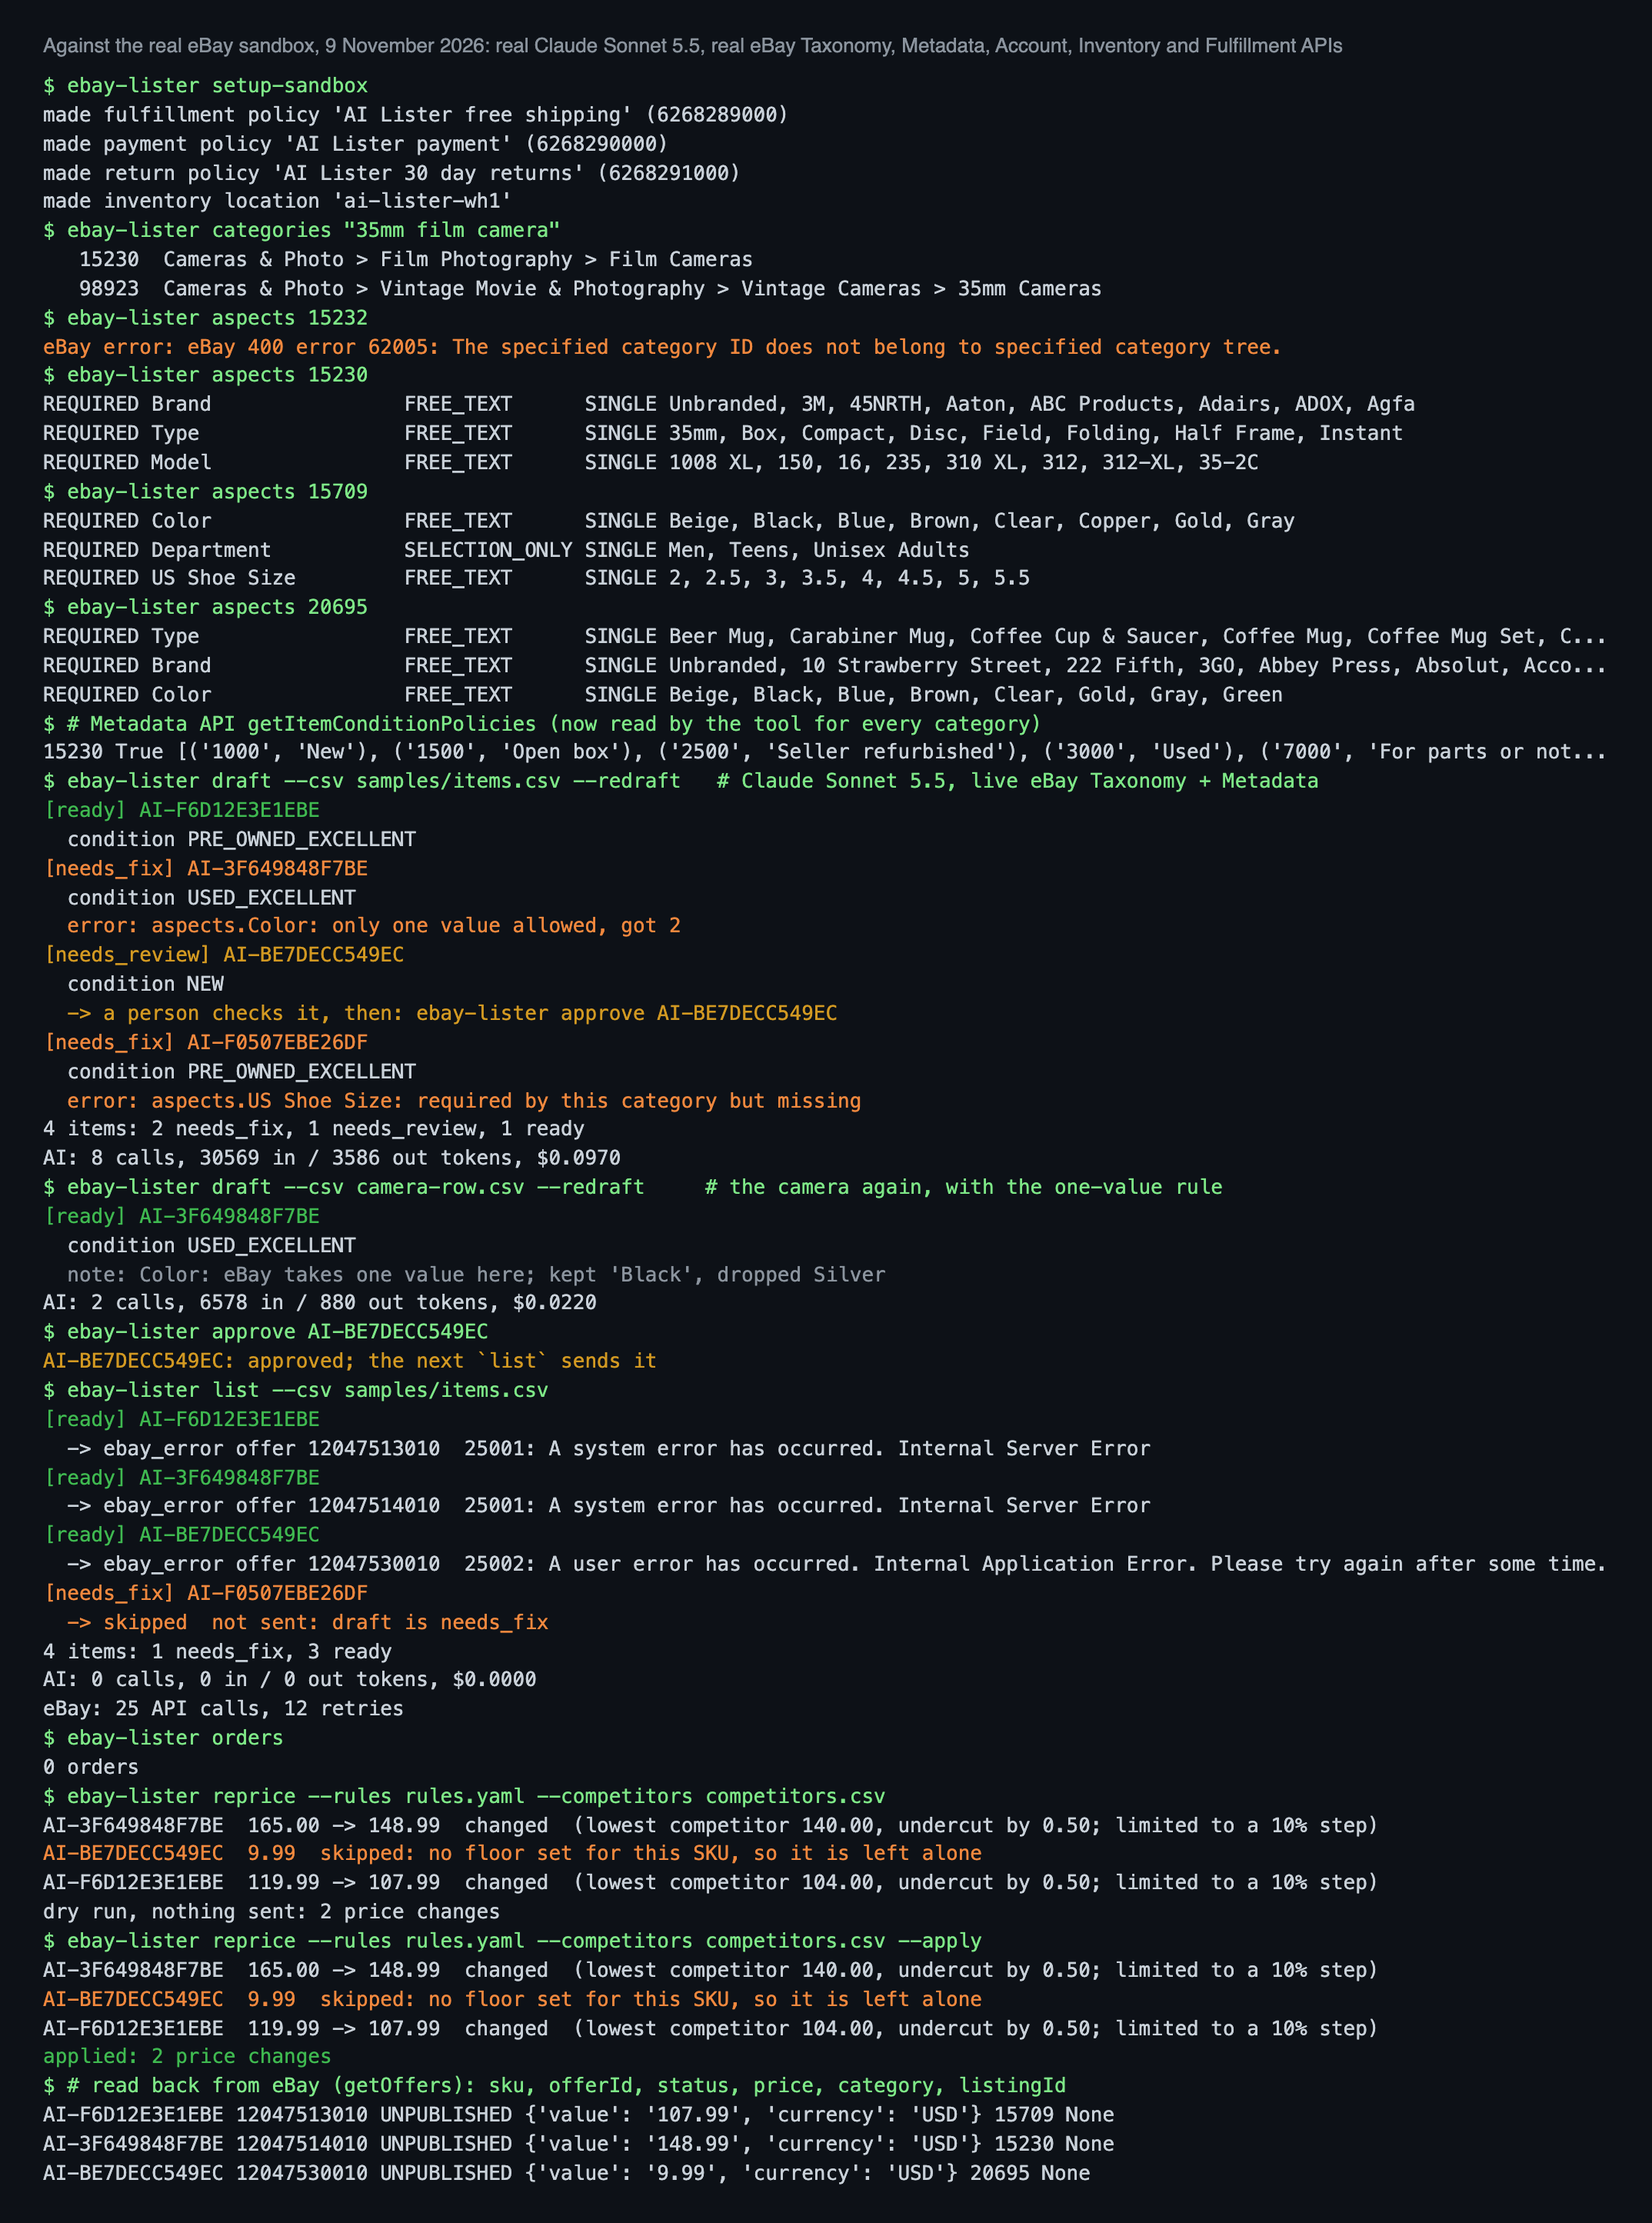 Against the real eBay sandbox, 9 November 2026: real Claude Sonnet 5.5, real eBay Taxonomy, Metadata, Account, Inventory and Fulfillment APIs
$ ebay-lister setup-sandbox
made fulfillment policy 'AI Lister free shipping' (6268289000)
made payment policy 'AI Lister payment' (6268290000)
made return policy 'AI Lister 30 day returns' (6268291000)
made inventory location 'ai-lister-wh1'
$ ebay-lister categories "35mm film camera"
   15230  Cameras & Photo > Film Photography > Film Cameras
   98923  Cameras & Photo > Vintage Movie & Photography > Vintage Cameras > 35mm Cameras
$ ebay-lister aspects 15232
eBay error: eBay 400 error 62005: The specified category ID does not belong to specified category tree.
$ ebay-lister aspects 15230
REQUIRED Brand                FREE_TEXT      SINGLE Unbranded, 3M, 45NRTH, Aaton, ABC Products, Adairs, ADOX, Agfa
REQUIRED Type                 FREE_TEXT      SINGLE 35mm, Box, Compact, Disc, Field, Folding, Half Frame, Instant
REQUIRED Model                FREE_TEXT      SINGLE 1008 XL, 150, 16, 235, 310 XL, 312, 312-XL, 35-2C
$ ebay-lister aspects 15709
REQUIRED Color                FREE_TEXT      SINGLE Beige, Black, Blue, Brown, Clear, Copper, Gold, Gray
REQUIRED Department           SELECTION_ONLY SINGLE Men, Teens, Unisex Adults
REQUIRED US Shoe Size         FREE_TEXT      SINGLE 2, 2.5, 3, 3.5, 4, 4.5, 5, 5.5
$ ebay-lister aspects 20695
REQUIRED Type                 FREE_TEXT      SINGLE Beer Mug, Carabiner Mug, Coffee Cup & Saucer, Coffee Mug, Coffee Mug Set, C...
REQUIRED Brand                FREE_TEXT      SINGLE Unbranded, 10 Strawberry Street, 222 Fifth, 3GO, Abbey Press, Absolut, Acco...
REQUIRED Color                FREE_TEXT      SINGLE Beige, Black, Blue, Brown, Clear, Gold, Gray, Green
$ # Metadata API getItemConditionPolicies (now read by the tool for every category)
15230 True [('1000', 'New'), ('1500', 'Open box'), ('2500', 'Seller refurbished'), ('3000', 'Used'), ('7000', 'For parts or not...
$ ebay-lister draft --csv samples/items.csv --redraft   # Claude Sonnet 5.5, live eBay Taxonomy + Metadata
[ready] AI-F6D12E3E1EBE
  condition PRE_OWNED_EXCELLENT
[needs_fix] AI-3F649848F7BE
  condition USED_EXCELLENT
  error: aspects.Color: only one value allowed, got 2
[needs_review] AI-BE7DECC549EC
  condition NEW
  -> a person checks it, then: ebay-lister approve AI-BE7DECC549EC
[needs_fix] AI-F0507EBE26DF
  condition PRE_OWNED_EXCELLENT
  error: aspects.US Shoe Size: required by this category but missing
4 items: 2 needs_fix, 1 needs_review, 1 ready
AI: 8 calls, 30569 in / 3586 out tokens, $0.0970
$ ebay-lister draft --csv camera-row.csv --redraft     # the camera again, with the one-value rule
[ready] AI-3F649848F7BE
  condition USED_EXCELLENT
  note: Color: eBay takes one value here; kept 'Black', dropped Silver
AI: 2 calls, 6578 in / 880 out tokens, $0.0220
$ ebay-lister approve AI-BE7DECC549EC
AI-BE7DECC549EC: approved; the next `list` sends it
$ ebay-lister list --csv samples/items.csv
[ready] AI-F6D12E3E1EBE
  -> ebay_error offer 12047513010  25001: A system error has occurred. Internal Server Error
[ready] AI-3F649848F7BE
  -> ebay_error offer 12047514010  25001: A system error has occurred. Internal Server Error
[ready] AI-BE7DECC549EC
  -> ebay_error offer 12047530010  25002: A user error has occurred. Internal Application Error. Please try again after some time.
[needs_fix] AI-F0507EBE26DF
  -> skipped  not sent: draft is needs_fix
4 items: 1 needs_fix, 3 ready
AI: 0 calls, 0 in / 0 out tokens, $0.0000
eBay: 25 API calls, 12 retries
$ ebay-lister orders
0 orders
$ ebay-lister reprice --rules rules.yaml --competitors competitors.csv
AI-3F649848F7BE  165.00 -> 148.99  changed  (lowest competitor 140.00, undercut by 0.50; limited to a 10% step)
AI-BE7DECC549EC  9.99  skipped: no floor set for this SKU, so it is left alone
AI-F6D12E3E1EBE  119.99 -> 107.99  changed  (lowest competitor 104.00, undercut by 0.50; limited to a 10% step)
dry run, nothing sent: 2 price changes
$ ebay-lister reprice --rules rules.yaml --competitors competitors.csv --apply
AI-3F649848F7BE  165.00 -> 148.99  changed  (lowest competitor 140.00, undercut by 0.50; limited to a 10% step)
AI-BE7DECC549EC  9.99  skipped: no floor set for this SKU, so it is left alone
AI-F6D12E3E1EBE  119.99 -> 107.99  changed  (lowest competitor 104.00, undercut by 0.50; limited to a 10% step)
applied: 2 price changes
$ # read back from eBay (getOffers): sku, offerId, status, price, category, listingId
AI-F6D12E3E1EBE 12047513010 UNPUBLISHED {'value': '107.99', 'currency': 'USD'} 15709 None
AI-3F649848F7BE 12047514010 UNPUBLISHED {'value': '148.99', 'currency': 'USD'} 15230 None
AI-BE7DECC549EC 12047530010 UNPUBLISHED {'value': '9.99', 'currency': 'USD'} 20695 None